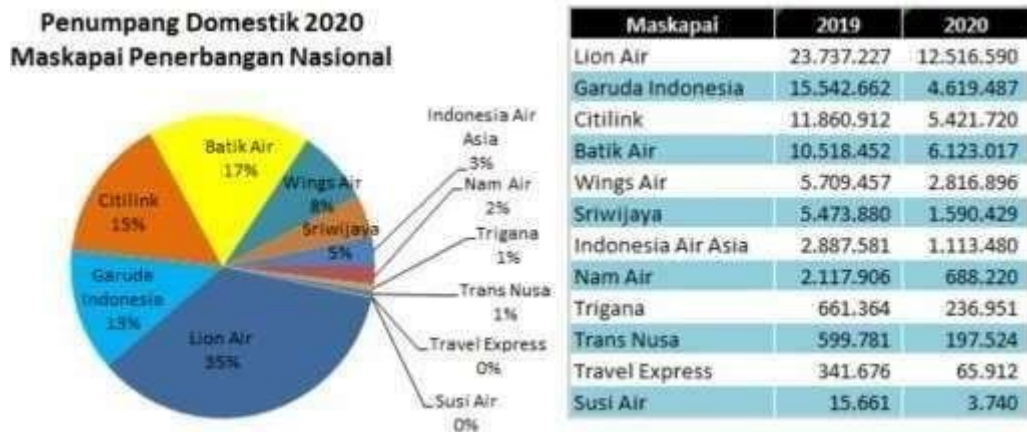 Penumpang Domestik 2020
Maskapai Penerbangan Nasional
Batik Air
17%
Wings Air
8%
Sriwijaya
5%
Indonesia Air
Asia
3%
Nam Air
2%
Trigana
1%
Trans Nusa
1%
Travel Express
0%
Susi Air
0%
Lion Air
35%
Garuda
Indonesia
13%
Citilink
15%
Maskapai 2019 2020
Lion Air 23.737.227 12.516.590
Garuda Indonesia 15.542.662 4.619.487
Citilink 11.860.912 5.421.720
Batik Air 10.518.452 6.123.017
Wings Air 5.709.457 2.816.896
Sriwijaya 5.473.880 1.590.429
Indonesia Air Asia 2.887.581 1.113.480
Nam Air 2.117.906 688.220
Trigana 661.364 236.951
Trans Nusa 599.781 197.524
Travel Express 341.676 65.912
Susi Air 15.661 3.740